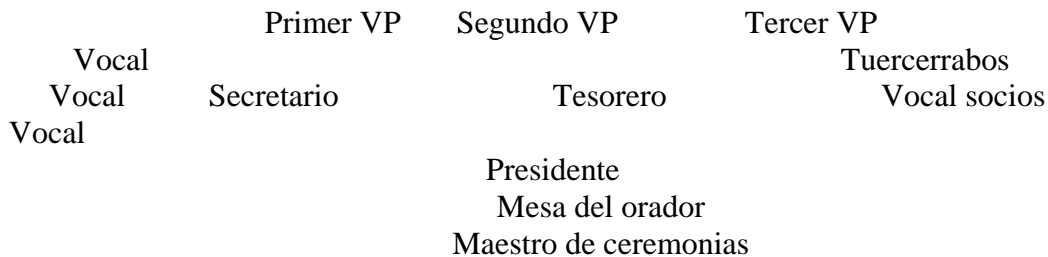 Primer VP Segundo VP Tercer VP
Vocal Tuercerrabos
Vocal Secretario Tesorero Vocal socios
Vocal
Presidente
Mesa del orador
Maestro de ceremonias